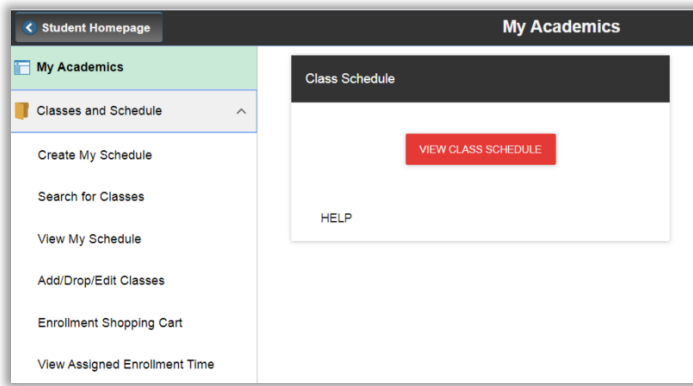 Student Homepage
My Academics
My Academics
Classes and Schedule
Create My Schedule
Search for Classes
View My Schedule
Add/Drop/Edit Classes
Enrollment Shopping Cart
View Assigned Enrollment Time
Class Schedule
VIEW CLASS SCHEDULE
HELP